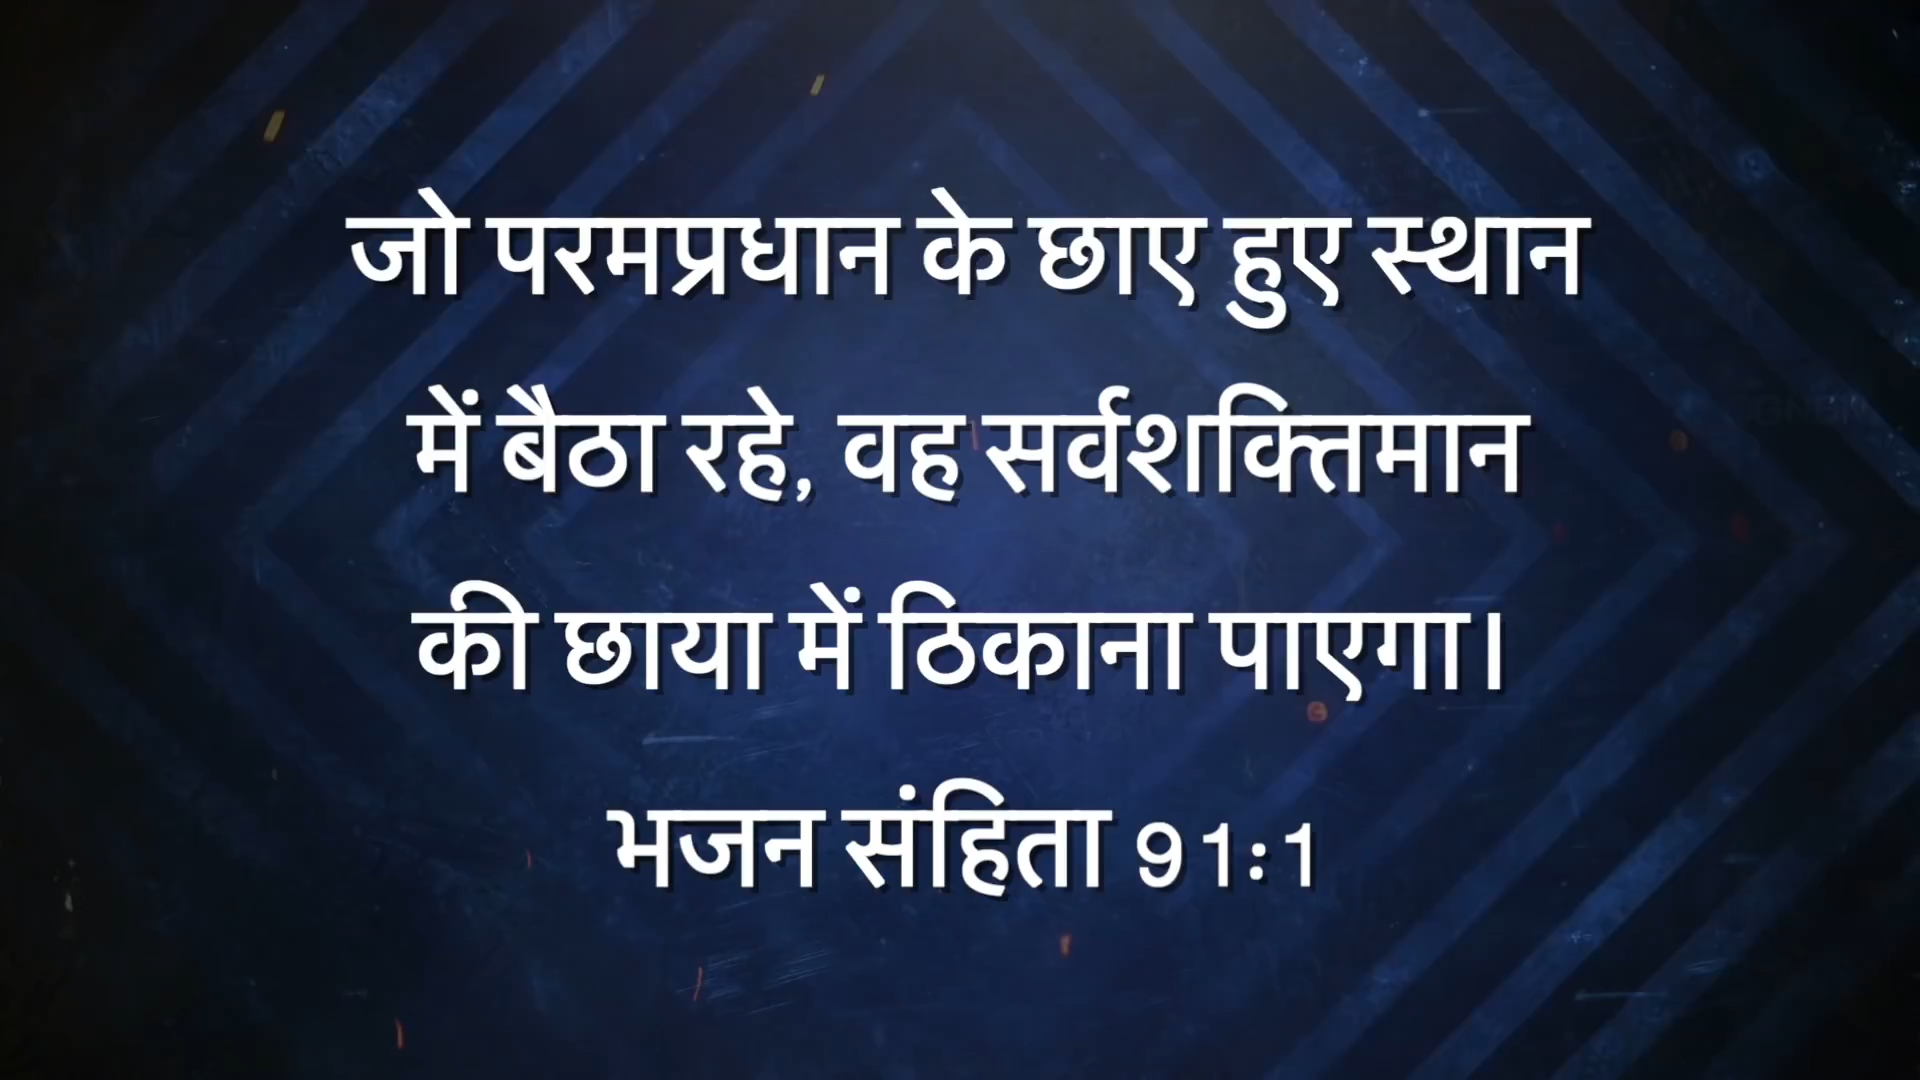 जो परमप्रधान के छाए हुए स्थान
में बैठा रहे, वह सर्वशक्तिमान
की छाया में ठिकाना पाएगा।
भजन संहिता 91:1